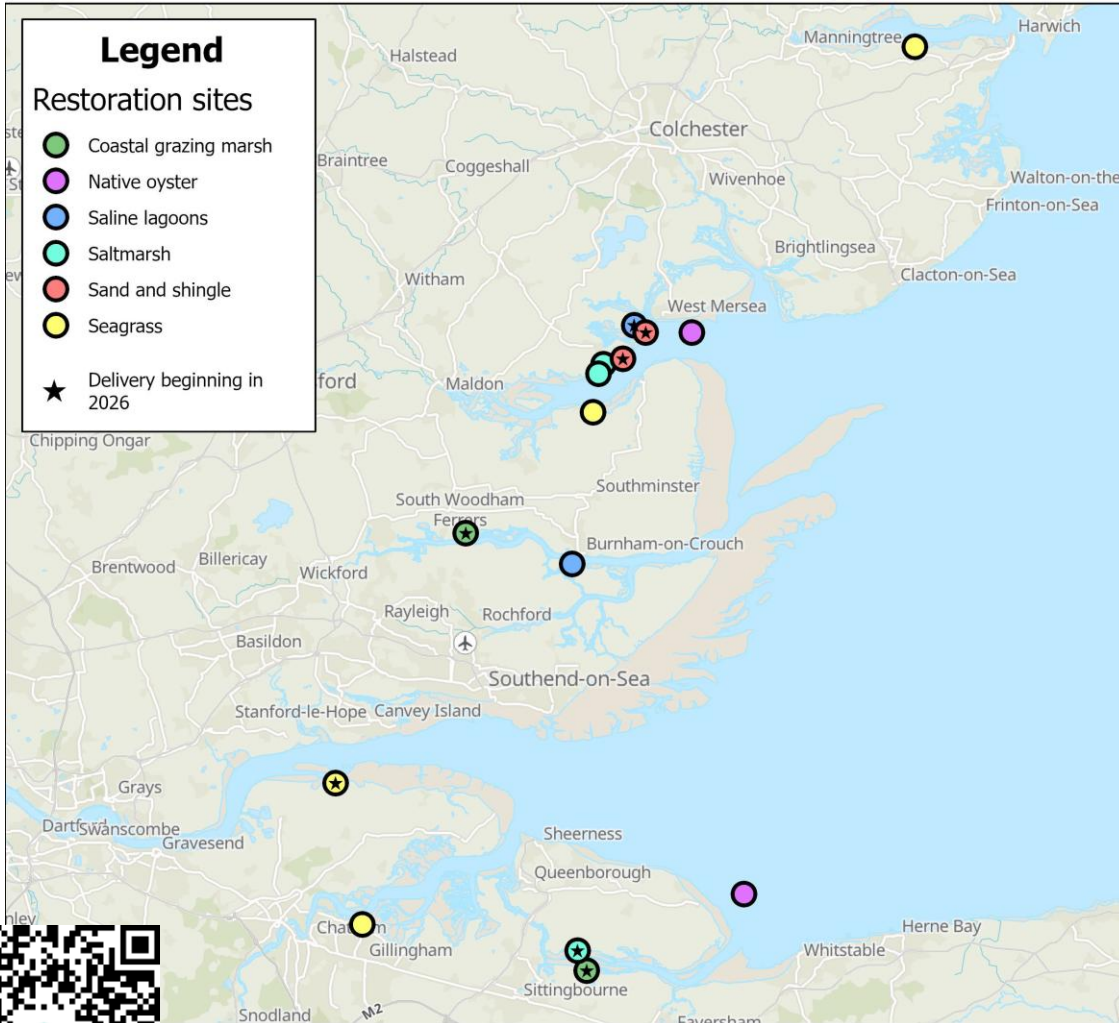 Legend
Restoration sites
Coastal grazing marsh
Native oyster
Saline lagoons
Saltmarsh
Sand and shingle
Seagrass
Delivery beginning in
2026
Manningtree
Harwich
Halstead
Colchester
Braintree
Coggeshall
Wivenhoe
Walton-on-the
Frinton-on-Sea
Brightlingsea
Clacton-on-Sea
Witham
West Mersea
Maldon
Chipping Ongar
Southminster
South Woodham
Ferrers
Burnham-on-Crouch
Billericay
Brentwood
Wickford
Rayleigh
Rochford
Basildon
Southend-on-Sea
Stanford-le-Hope
Canvey Island
Grays
Swanscombe
Gravesend
Sheerness
Queenborough
Gillingham
Herne Bay
Whitstable
Sittingbourne
Snodland
M2
Faversham